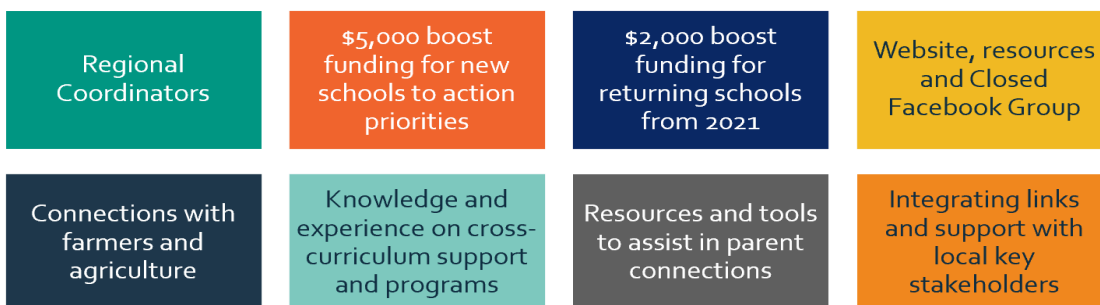 Regional
Coordinators
$5,000 boost
funding for new
schools to action
priorities
$2,000 boost
funding for
returning schools
from 2021
Website, resources
and Closed
Facebook Group
Connections with
farmers and
agriculture
Knowledge and
experience on cross-
curriculum support
and programs
Resources and tools
to assist in parent
connections
Integrating links
and support with
local key
stakeholders